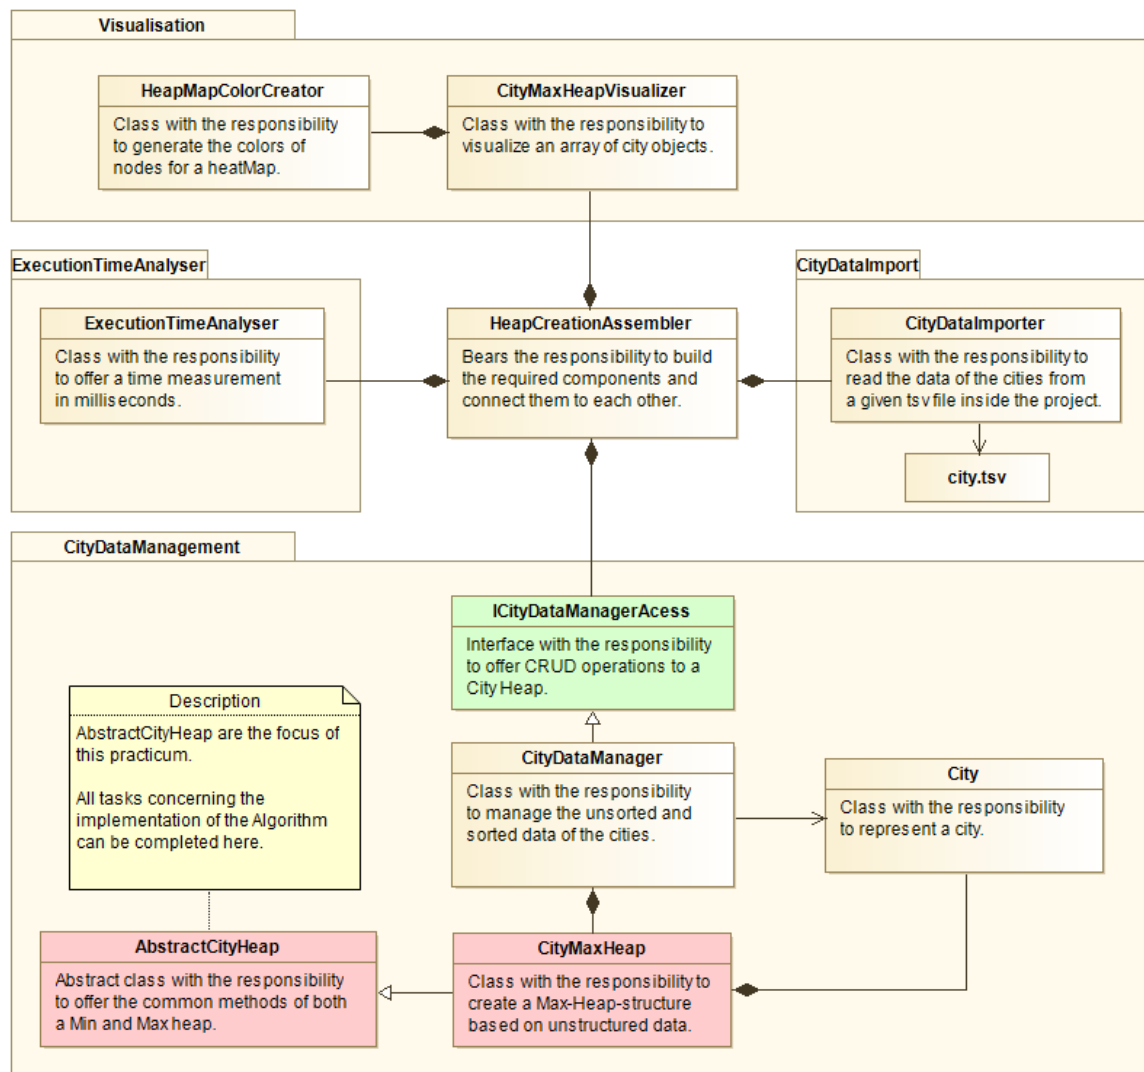 Visualisation
HeapMapColorCreator
Class with the responsibility
to generate the colors of
nodes for a heatMap.
CityMaxHeapVisualizer
Class with the responsibility to
visualize an array of city objects.
ExecutionTimeAnalyser
ExecutionTimeAnalyser
Class with the responsibility
to offer a time measurement
in milliseconds.
HeapCreationAssembler
Bears the responsibility to build
the required components and
connect them to each other.
CityDataImport
CityDataImporter
Class with the responsibility to
read the data of the cities from
a given tsv file inside the project.
city.tsv
CityDataManagement
ICityDataManagerAcess
Interface with the responsibility
to offer CRUD operations to a
City Heap.
Description
AbstractCityHeap are the focus of
this practicum.
All tasks concerning the
implementation of the Algorithm
can be completed here.
CityDataManager
Class with the responsibility
to manage the unsorted and
sorted data of the cities.
City
Class with the responsibility
to represent a city.
AbstractCityHeap
Abstract class with the responsibility
to offer the common methods of both
a Min and Max heap.
CityMaxHeap
Class with the responsibility to
create a Max-Heap-structure
based on unstructured data.